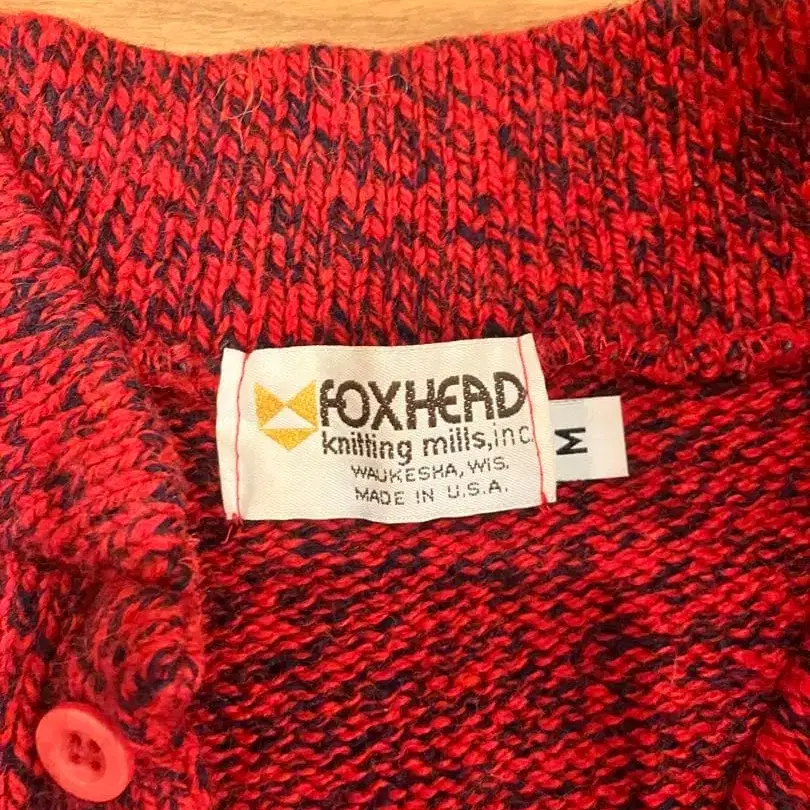 FOXHEAD
knitting mills, inc.
WAUKESHA, WIS.
MADE IN U.S.A.
M